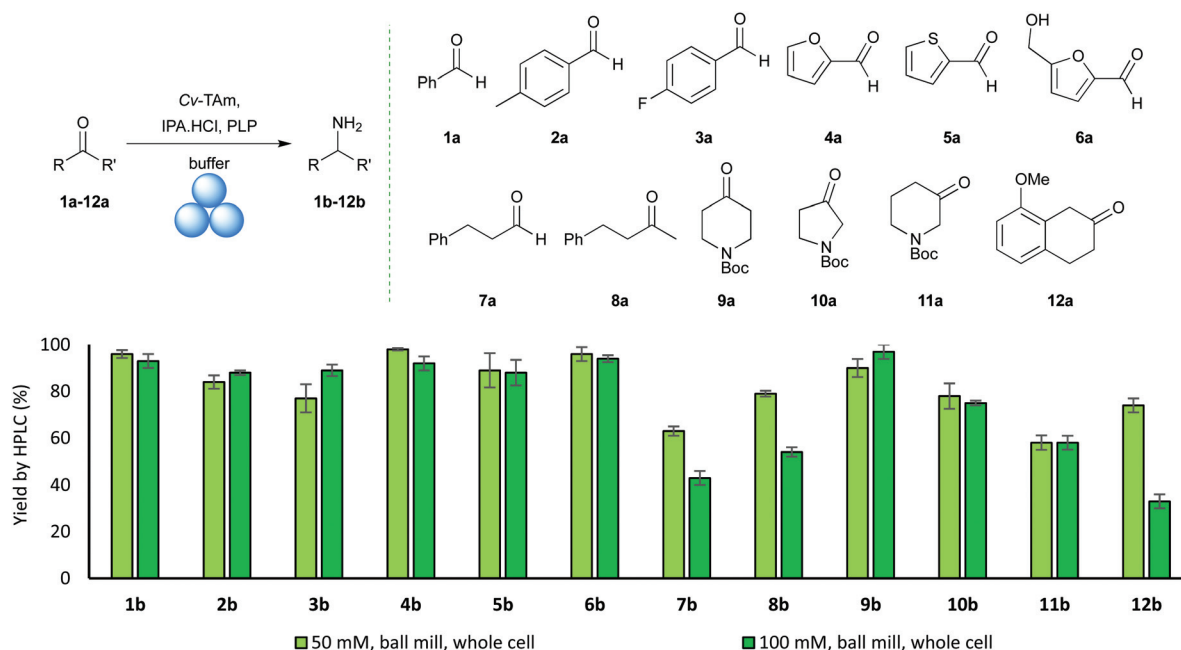 Cv-TAm,
IPA.HCl, PLP
buffer
O
R R'
1a-12a
NH2
R R'
1b-12b
O
Ph H
1a
O
H
2a
O
H
F
3a
O
O
H
4a
S
O
H
5a
OH
O
O
H
6a
O
Ph H
7a
O
Ph
8a
O
N
Boc
9a
O
N
Boc
10a
O
N
Boc
11a
OMe
O
12a
Yield by HPLC (%)
100
80
60
40
20
0
1b 2b 3b 4b 5b 6b 7b 8b 9b 10b 11b 12b
50 mM, ball mill, whole cell
100 mM, ball mill, whole cell